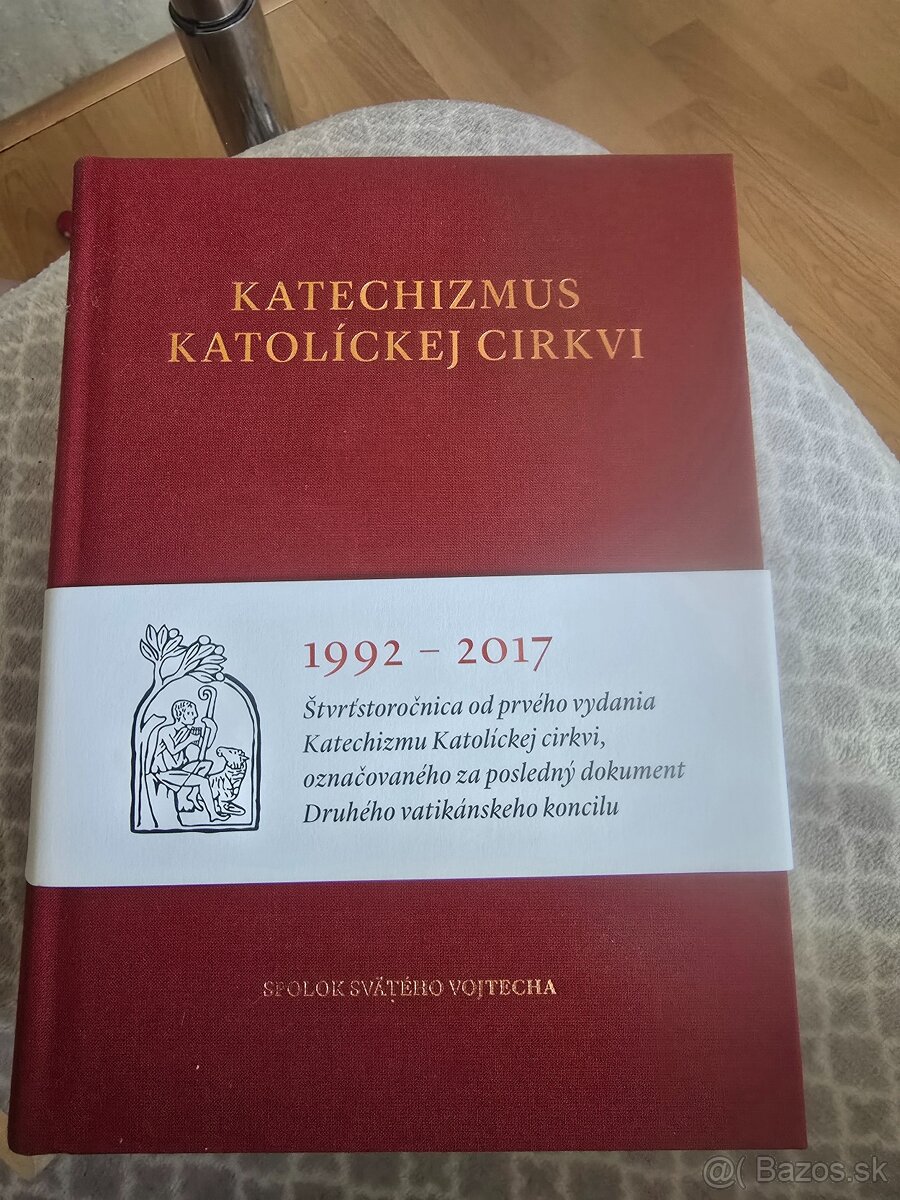 KATECHIZMUS
KATOLÍCKEJ CIRKVI
1992 – 2017
Štvrťstoročnica od prvého vydania
Katechizmu Katolíckej cirkvi,
označovaného za posledný dokument
Druhého vatikánskeho koncilu
SPOLOK SVÄTÉHO VOJTECHA
@( Bazos.sk